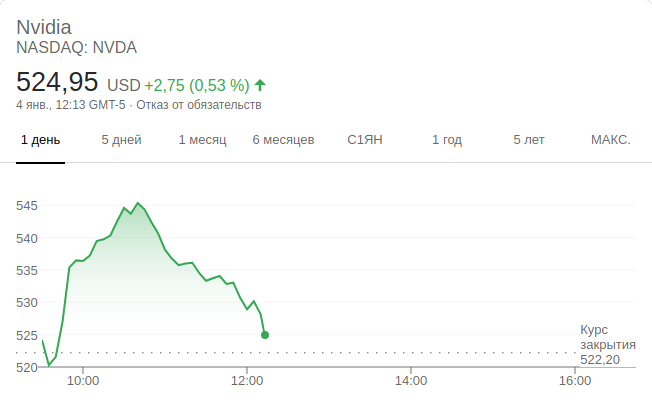 Nvidia
NASDAQ: NVDA
524,95 USD +2,75 (0,53 %)
4 янв., 12:13 GMT-5 · Отказ от обязательств
1 день 5 дней 1 месяц 6 месяцев С1ЯН 1 год 5 лет МАКС.
545
540
535
530
525
520
Курс
закрытия
522,20
10:00 12:00 14:00 16:00